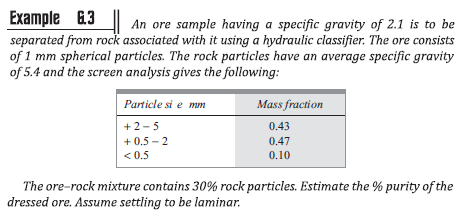 Example 6.3 An ore sample having a specific gravity of 2.1 is to be
separated from rock associated with it using a hydraulic classifier. The ore consists
of 1 mm spherical particles. The rock particles have an average specific gravity
of 5.4 and the screen analysis gives the following:
Particle si e mm Mass fraction
+ 2 – 5 0.43
+ 0.5 – 2 0.47
< 0.5 0.10
The ore–rock mixture contains 30% rock particles. Estimate the % purity of the
dressed ore. Assume settling to be laminar.